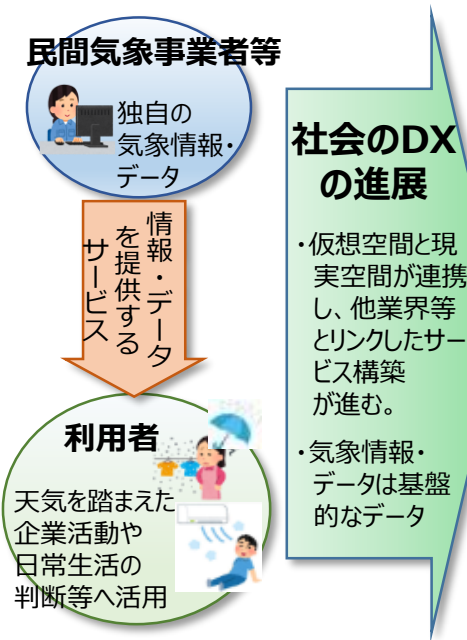 民間気象事業者等
独自の
気象情報・
データ
情報・データ
を提供する
サービス
利用者
天気を踏まえた
企業活動や
日常生活の
判断等へ活用
社会のDX
の進展
・仮想空間と現
実空間が連携
し、他業界等
とリンクしたサー
ビス構築
が進む。
・気象情報・
データは基盤
的なデータ